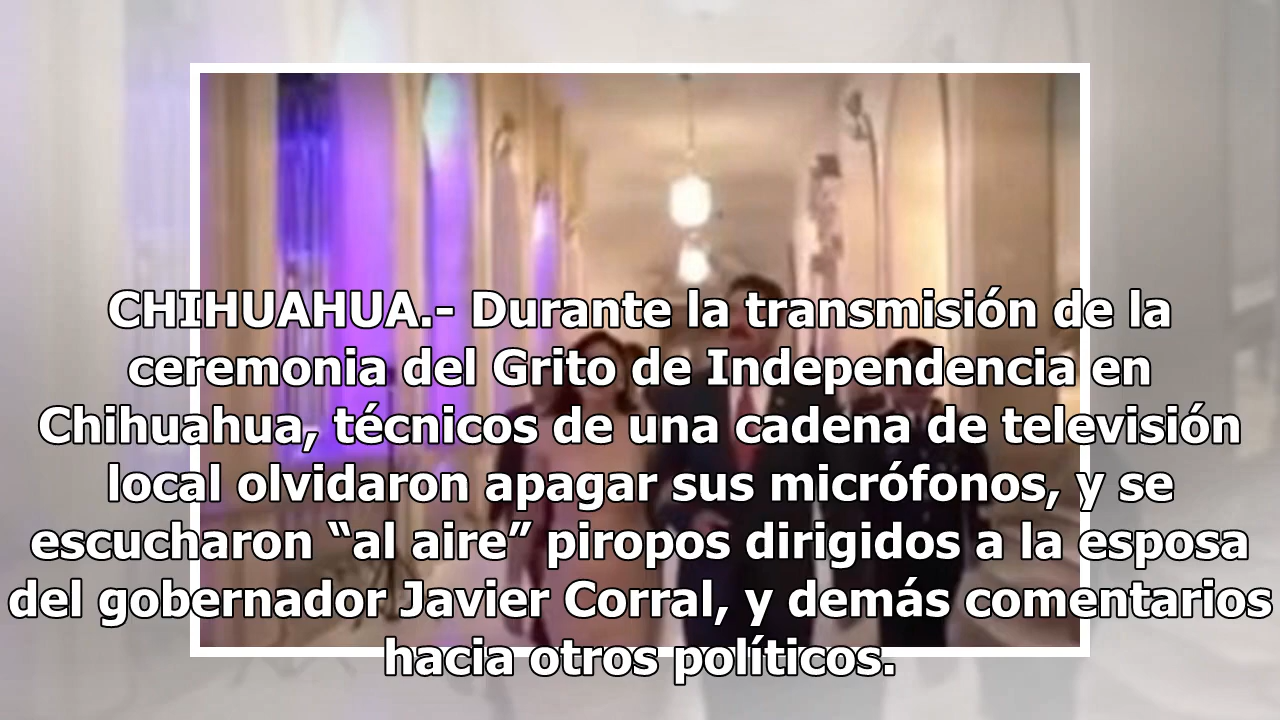 CHIHUAHUA.- Durante la transmisión de la
ceremonia del Grito de Independencia en
Chihuahua, técnicos de una cadena de televisión
local olvidaron apagar sus micrófonos, y se
escucharon “al aire” piropos dirigidos a la esposa
del gobernador Javier Corral, y demás comentarios
hacia otros políticos.